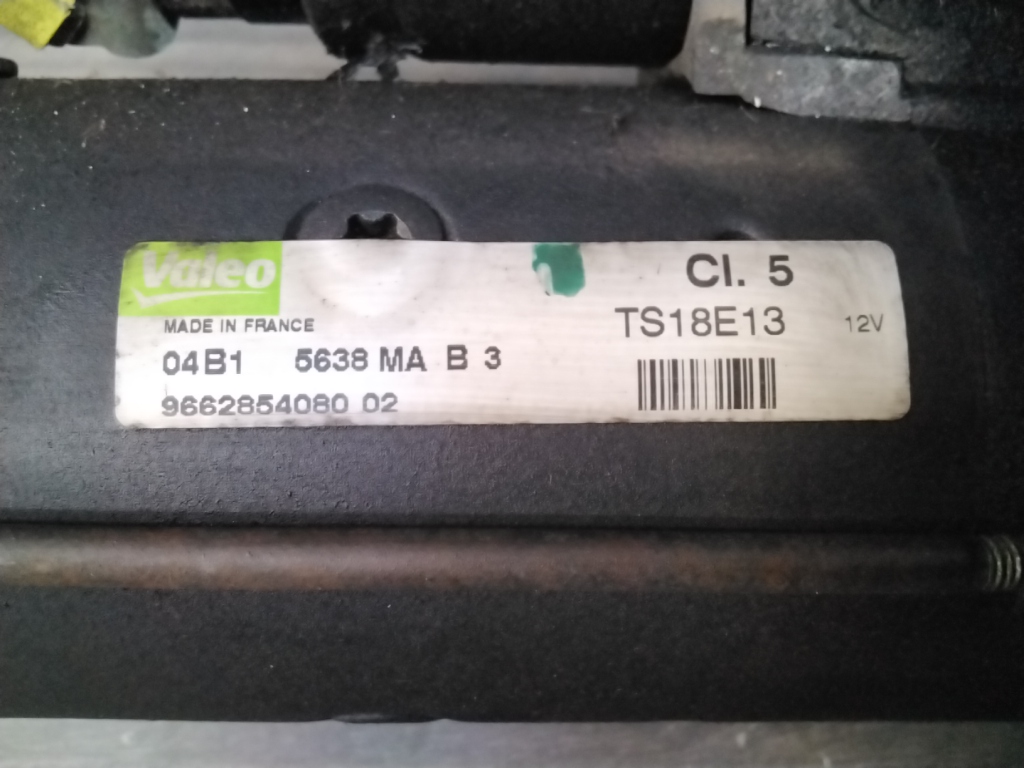 Valeo
Cl. 5
MADE IN FRANCE
TS18E13 12V
04B1 5638 MA B 3
9662854080 02